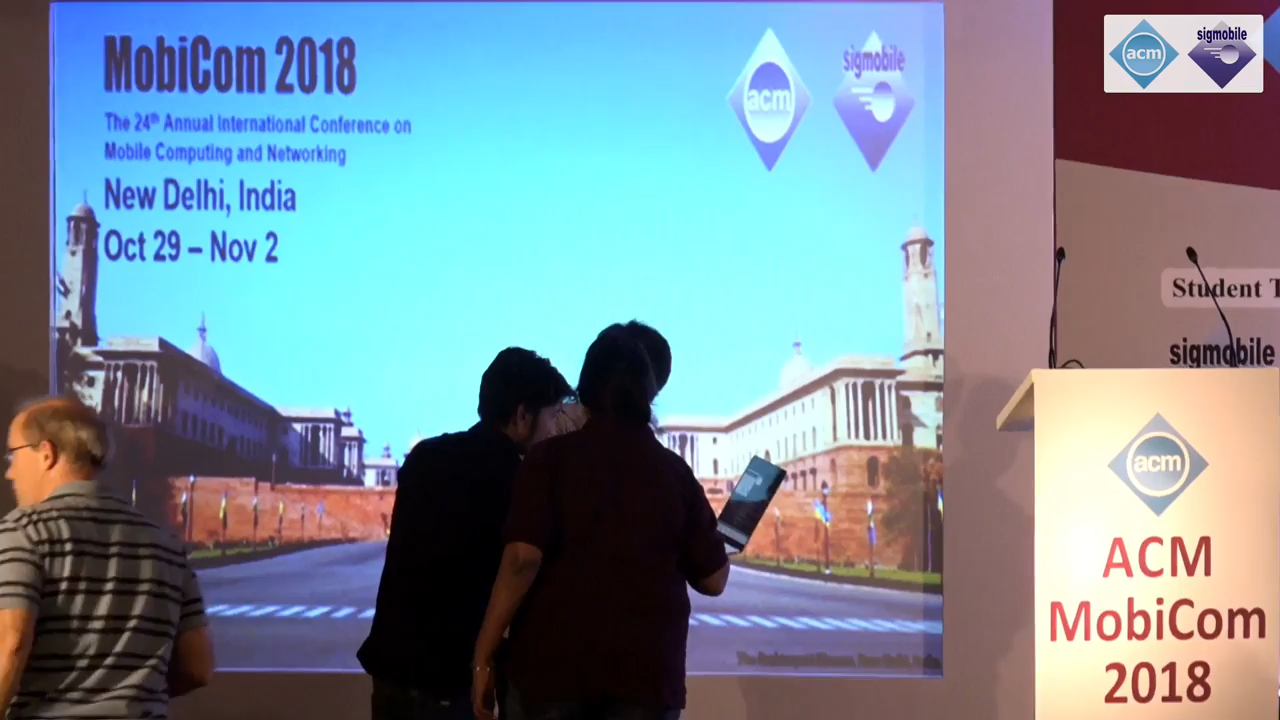 MobiCom 2018
The 24th Annual International Conference on
Mobile Computing and Networking
New Delhi, India
Oct 29 – Nov 2
acm
sigmobile
acm
sigmobile
Student
sigmobile
acm
ACM
MobiCom
2018